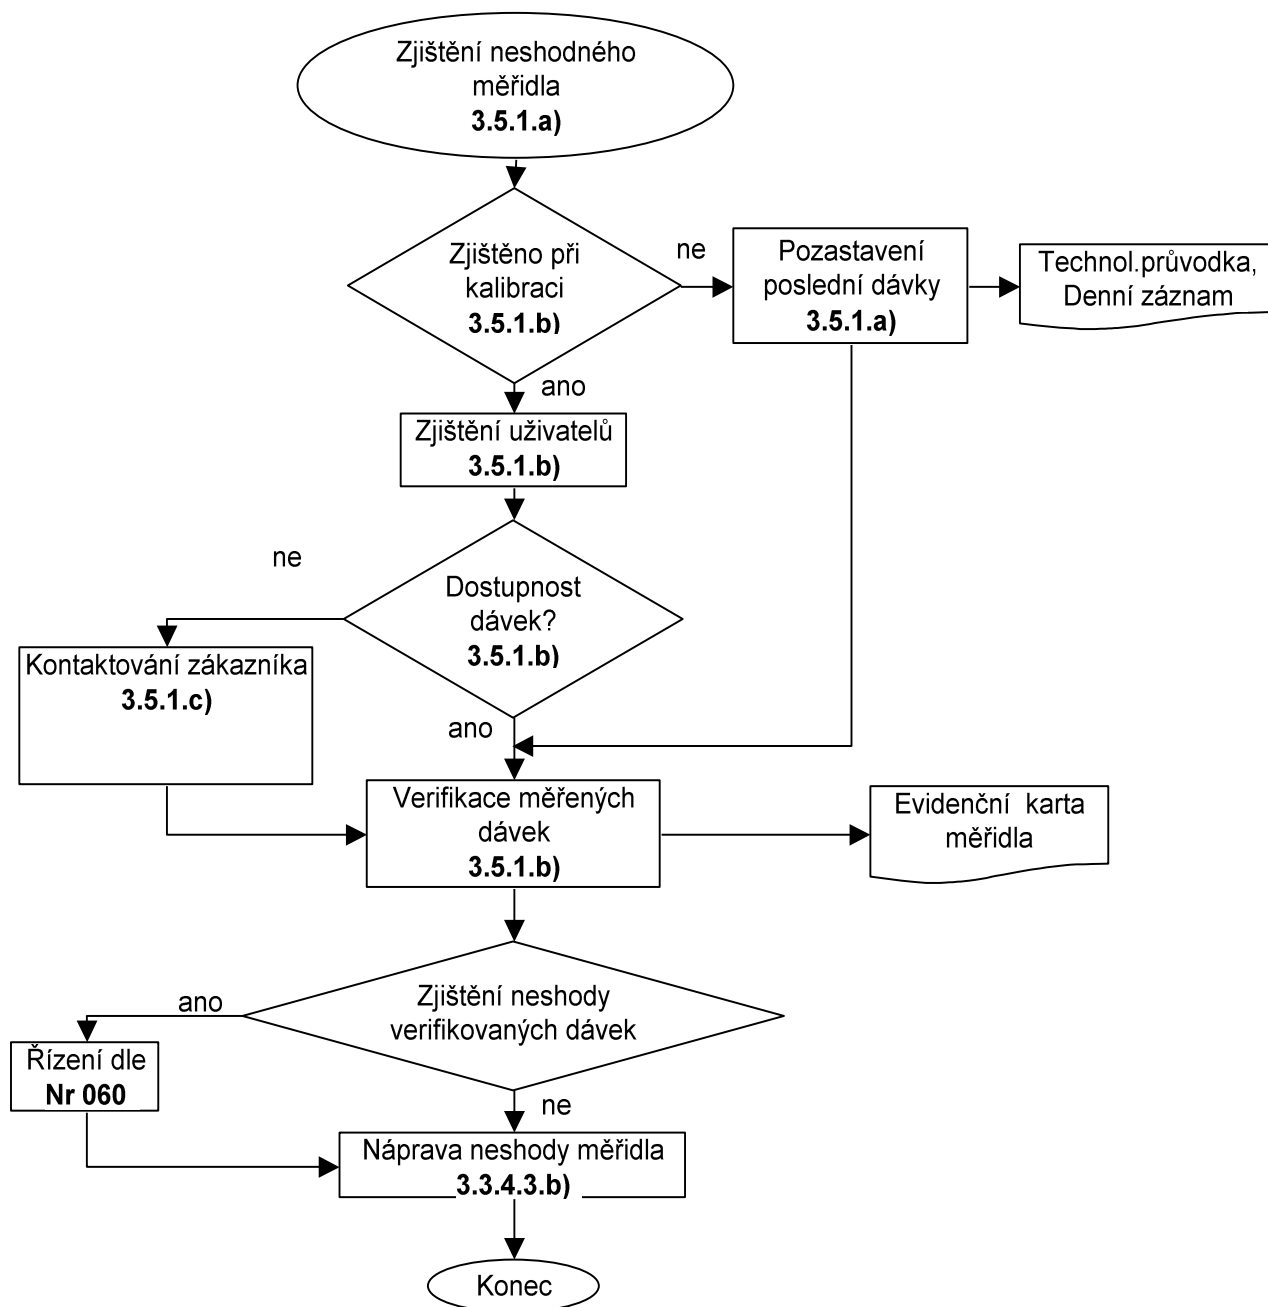 Zjištění neshodného
měřidla
3.5.1.a)
Zjištěno při
kalibraci
3.5.1.b)
ne
Pozastavení
poslední dávky
3.5.1.a)
Technol.průvodka,
Denní záznam
ano
Zjištění uživatelů
3.5.1.b)
ne
Dostupnost
dávek?
3.5.1.b)
Kontaktování zákazníka
3.5.1.c)
ano
Verifikace měřených
dávek
3.5.1.b)
Evidenční karta
měřidla
Zjištění neshody
verifikovaných dávek
ano
Řízení dle
Nr 060
ne
Náprava neshody měřidla
3.3.4.3.b)
Konec